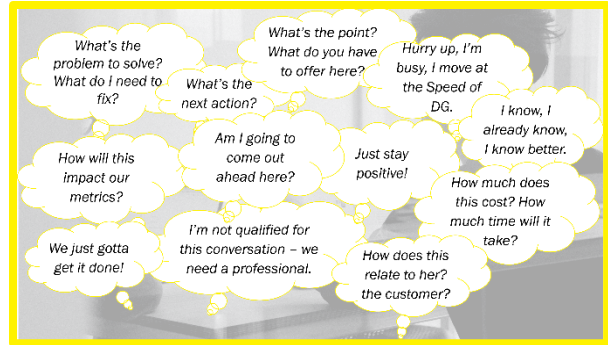 What's the
problem to solve?
What do I need to
fix?
What's the
next action?
What's the point?
What do you have
to offer here?
Hurry up, I'm
busy, I move at
the Speed of
DG.
I know, I
already know,
I know better.
How will this
impact our
metrics?
Am I going to
come out
ahead here?
Just stay
positive!
How much does
this cost? How
much time will it
take?
We just gotta
get it done!
I'm not qualified for
this conversation – we
need a professional.
How does this
relate to her?
the customer?